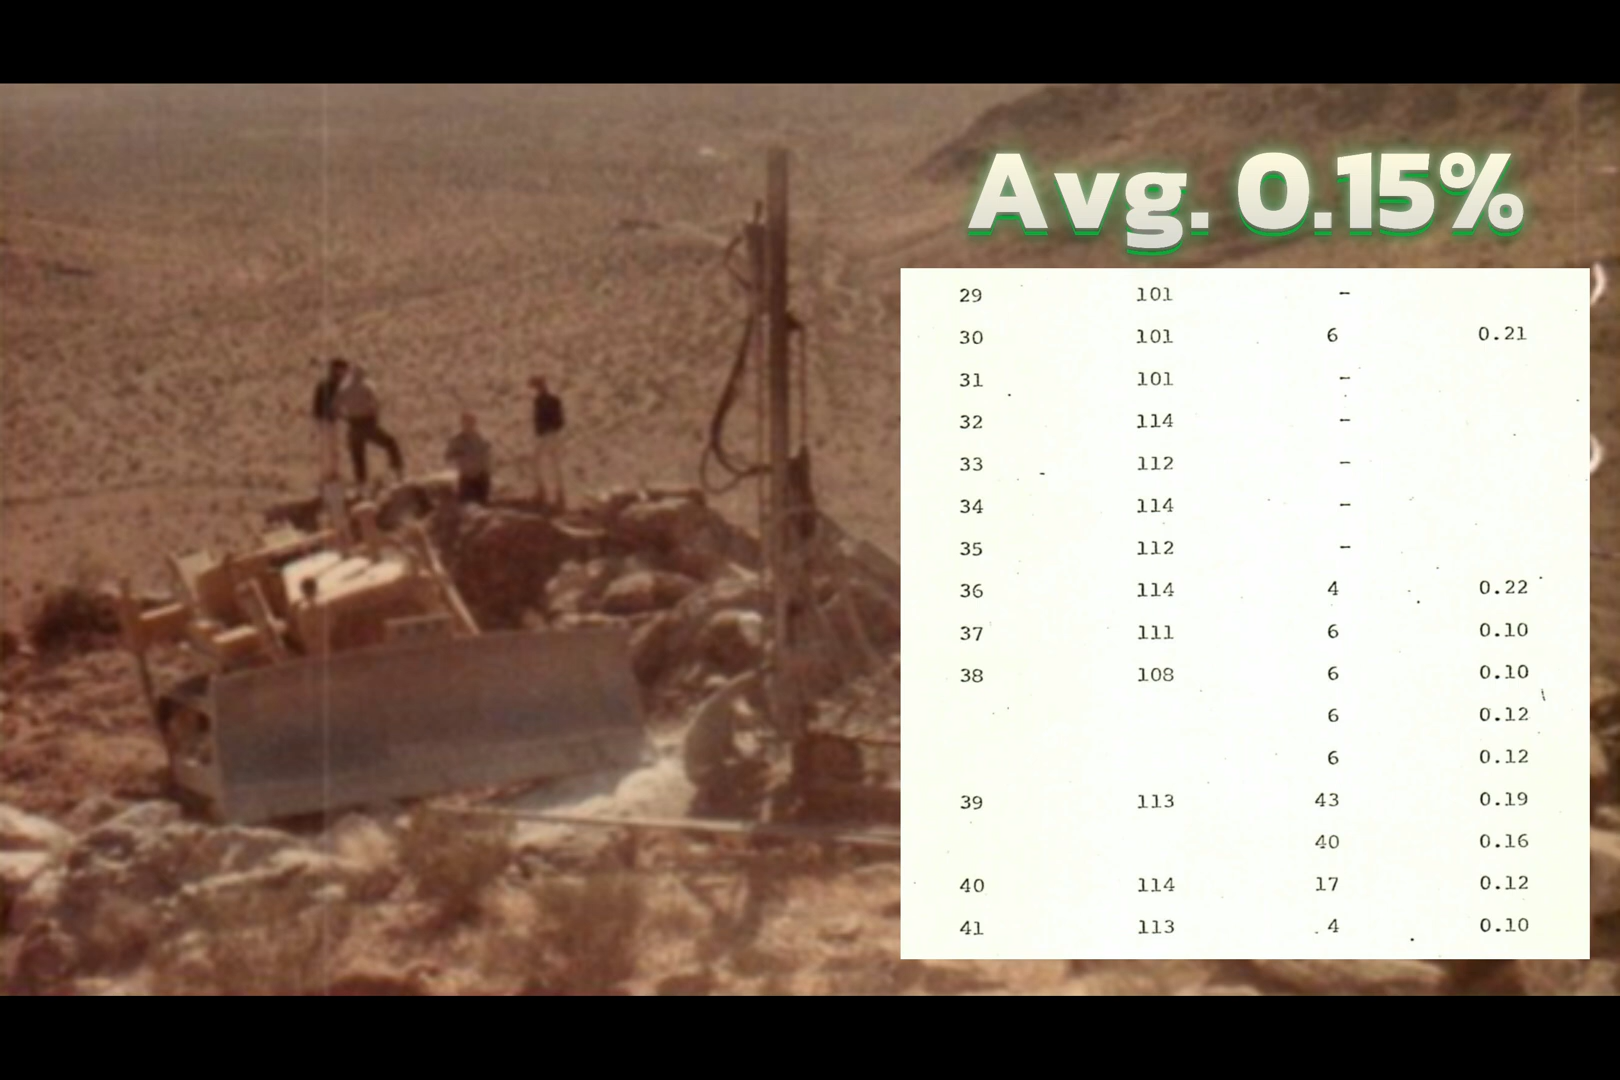 Avg. 0.15%
29 101 –
30 101 6 0.21
31 101 –
32 114 –
33 112 –
34 114 –
35 112 –
36 114 4 0.22
37 111 6 0.10
38 108 6 0.10
6 0.12
6 0.12
39 113 43 0.19
40 0.16
40 114 17 0.12
41 113 4 0.10